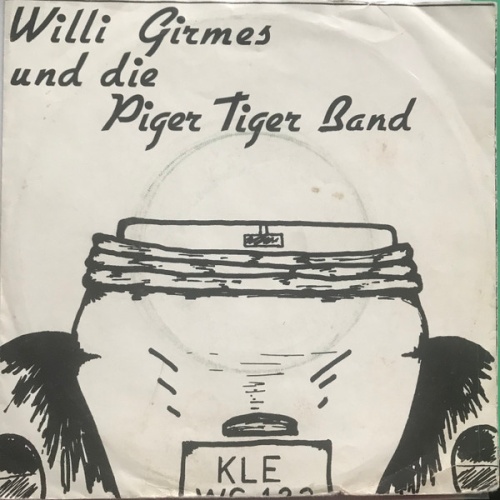 Willi Girmes
und die
Piger Tiger Band
KLE